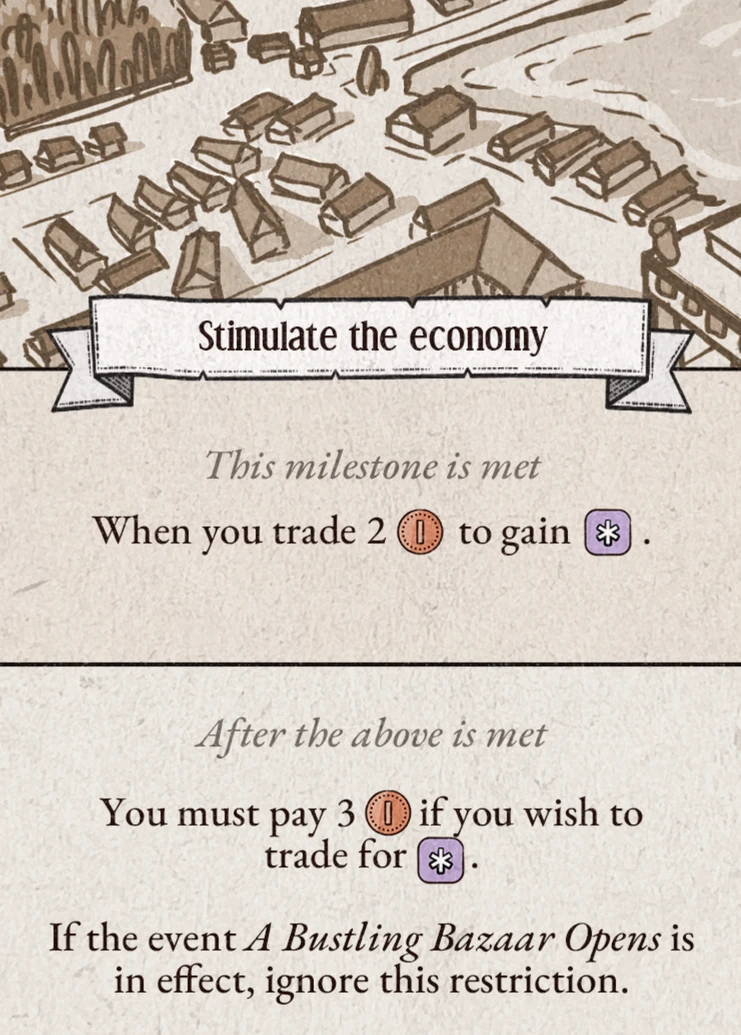 Stimulate the economy
This milestone is met
When you trade 2 to gain * .
After the above is met
You must pay 3 if you wish to
trade for * .
If the event A Bustling Bazaar Opens is
in effect, ignore this restriction.